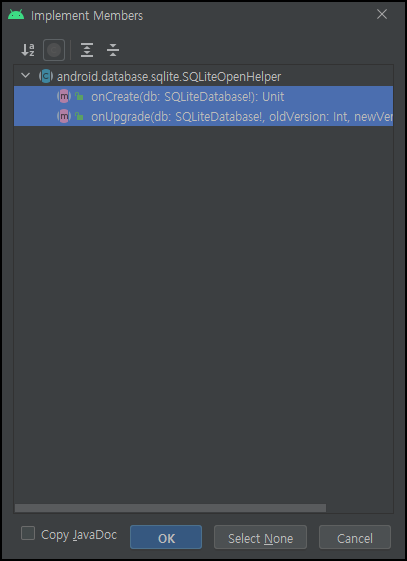 Implement Members
android.database.sqlite.SQLiteOpenHelper
onCreate(db: SQLiteDatabase!): Unit
onUpgrade(db: SQLiteDatabase!, oldVersion: Int, newVer
Copy JavaDoc
OK
Select None
Cancel